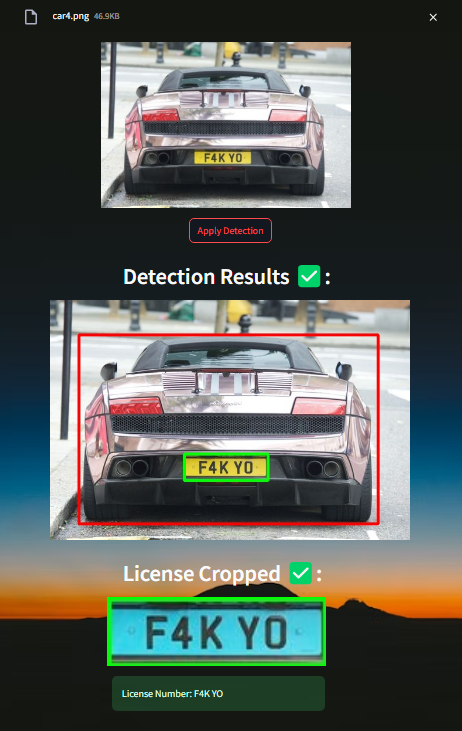 car4.png 46.9KB
F4K YO
Apply Detection
Detection Results ✅ :
F4K YO
License Cropped ✅ :
F4K YO
License Number: F4K YO